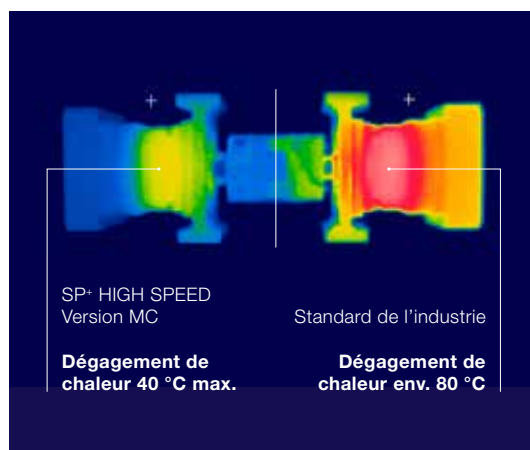 SP+ HIGH SPEED
Version MC
Dégagement de
chaleur 40 °C max.
Standard de l’industrie
Dégagement de
chaleur env. 80 °C